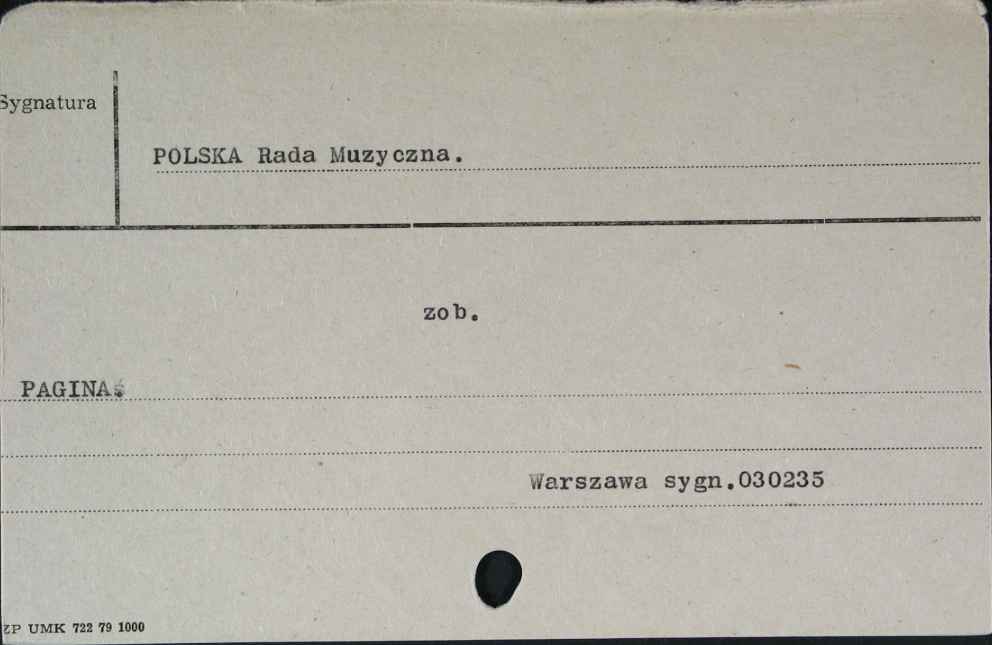 Sygnatura
POLSKA Rada Muzyczna.
zob.
PAGINA
Warszawa sygn.030235
ZP UMK 722 79 1000